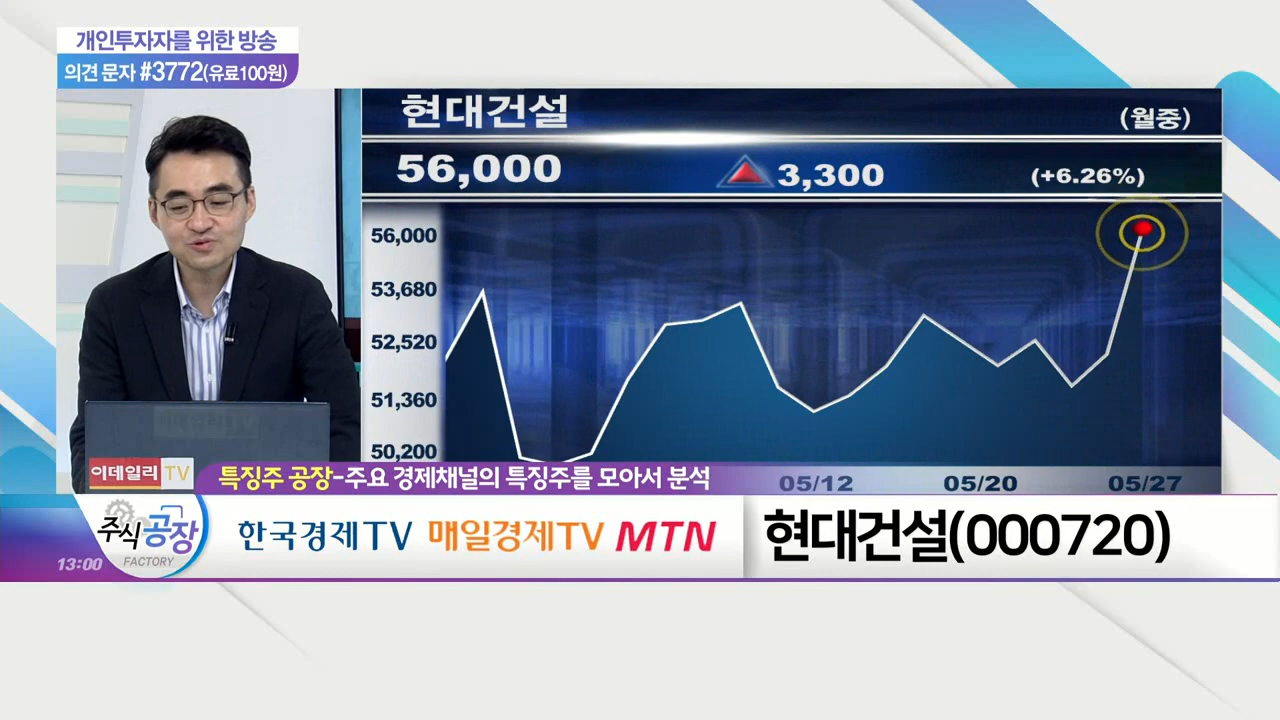 개인투자자를 위한 방송
의견 문자 #3772(유료100원)
현대건설 (월중)
56,000 3,300 (+6.26%)
56,000
53,680
52,520
51,360
50,200
05/12 05/20 05/27
이데일리 TV
특징주 공장-주요 경제채널의 특징주를 모아서 분석
주식공장
FACTORY
13:00
한국경제TV 매일경제TV MTN
현대건설(000720)